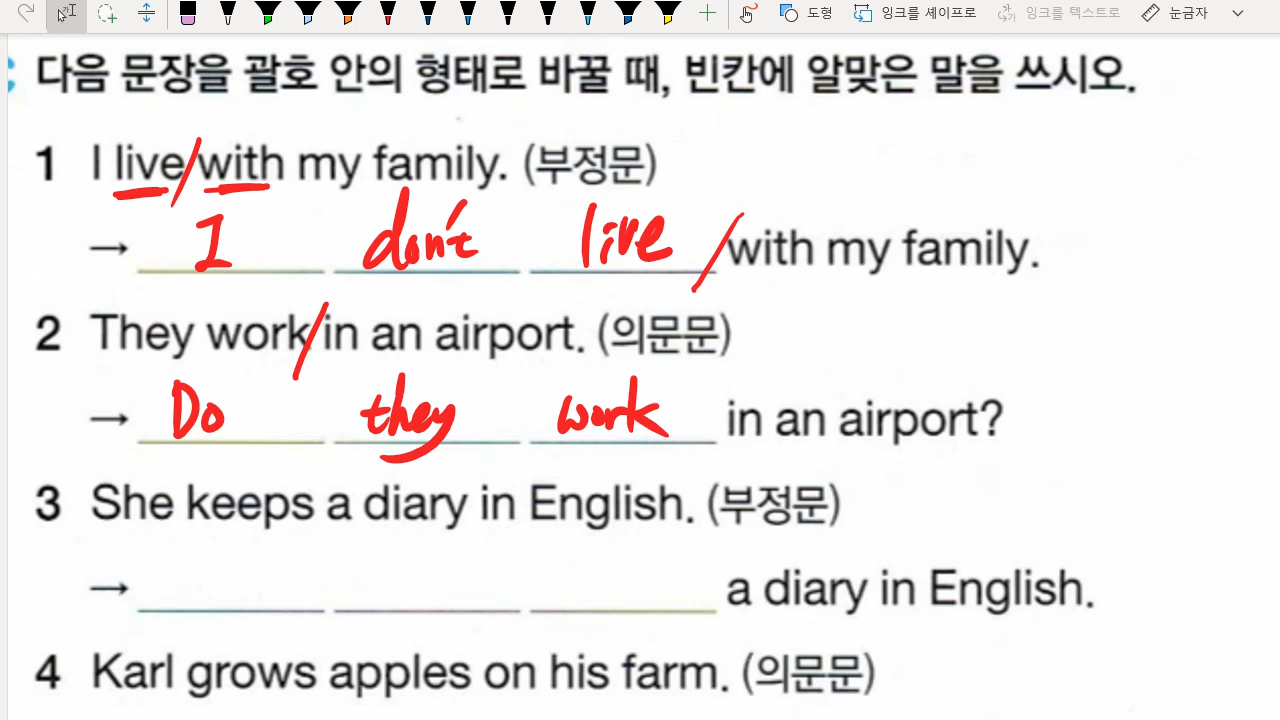 도형 잉크를 셰이프로 잉크를 텍스트로 눈금자
다음 문장을 괄호 안의 형태로 바꿀 때, 빈칸에 알맞은 말을 쓰시오.
1 I live/with my family. (부정문)
→ I don't live / with my family.
2 They work/in an airport. (의문문)
→ Do they work in an airport?
3 She keeps a diary in English. (부정문)
→ a diary in English.
4 Karl grows apples on his farm. (의문문)